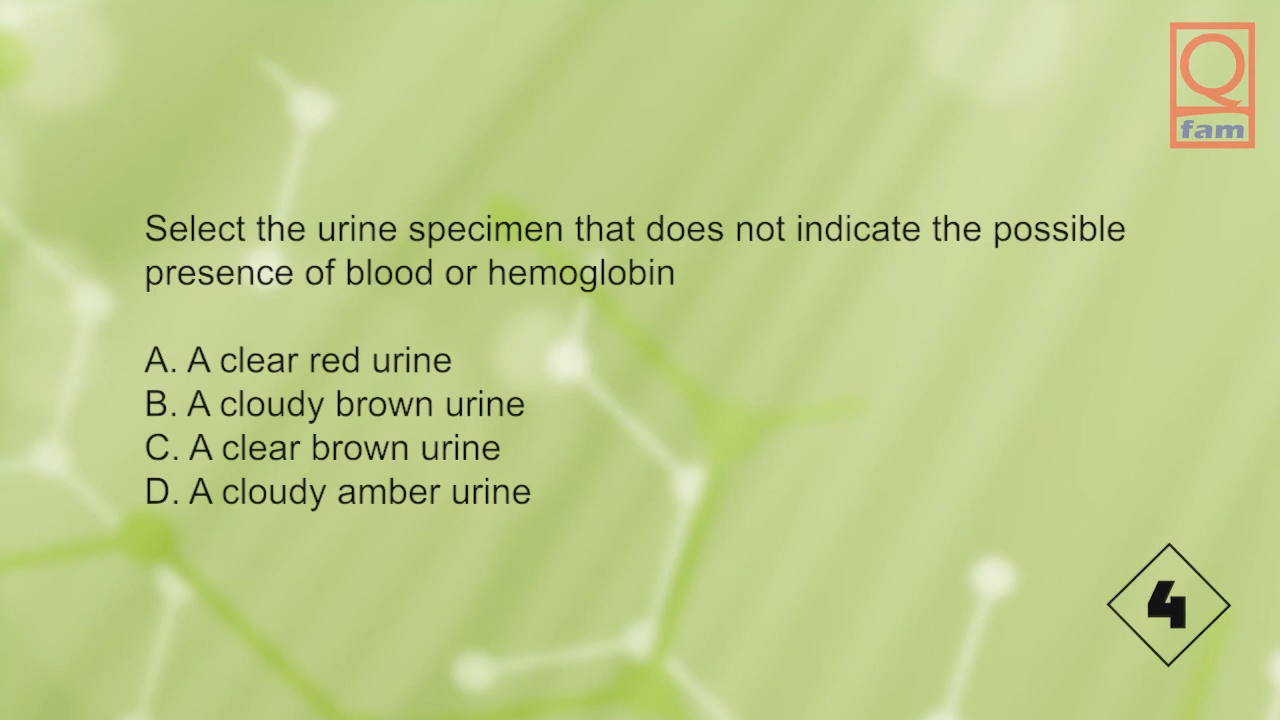 Q
fam
Select the urine specimen that does not indicate the possible
presence of blood or hemoglobin
A. A clear red urine
B. A cloudy brown urine
C. A clear brown urine
D. A cloudy amber urine
4